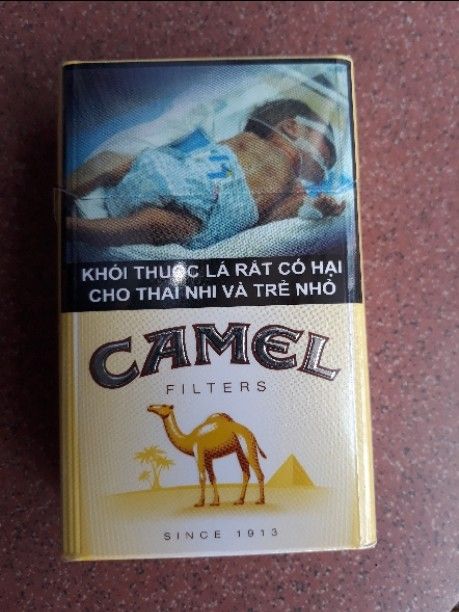 KHÓI THUỐC LÁ RẤT CÓ HẠI
CHO THAI NHI VÀ TRẺ NHỎ
CAMEL
FILTERS
SINCE 1913